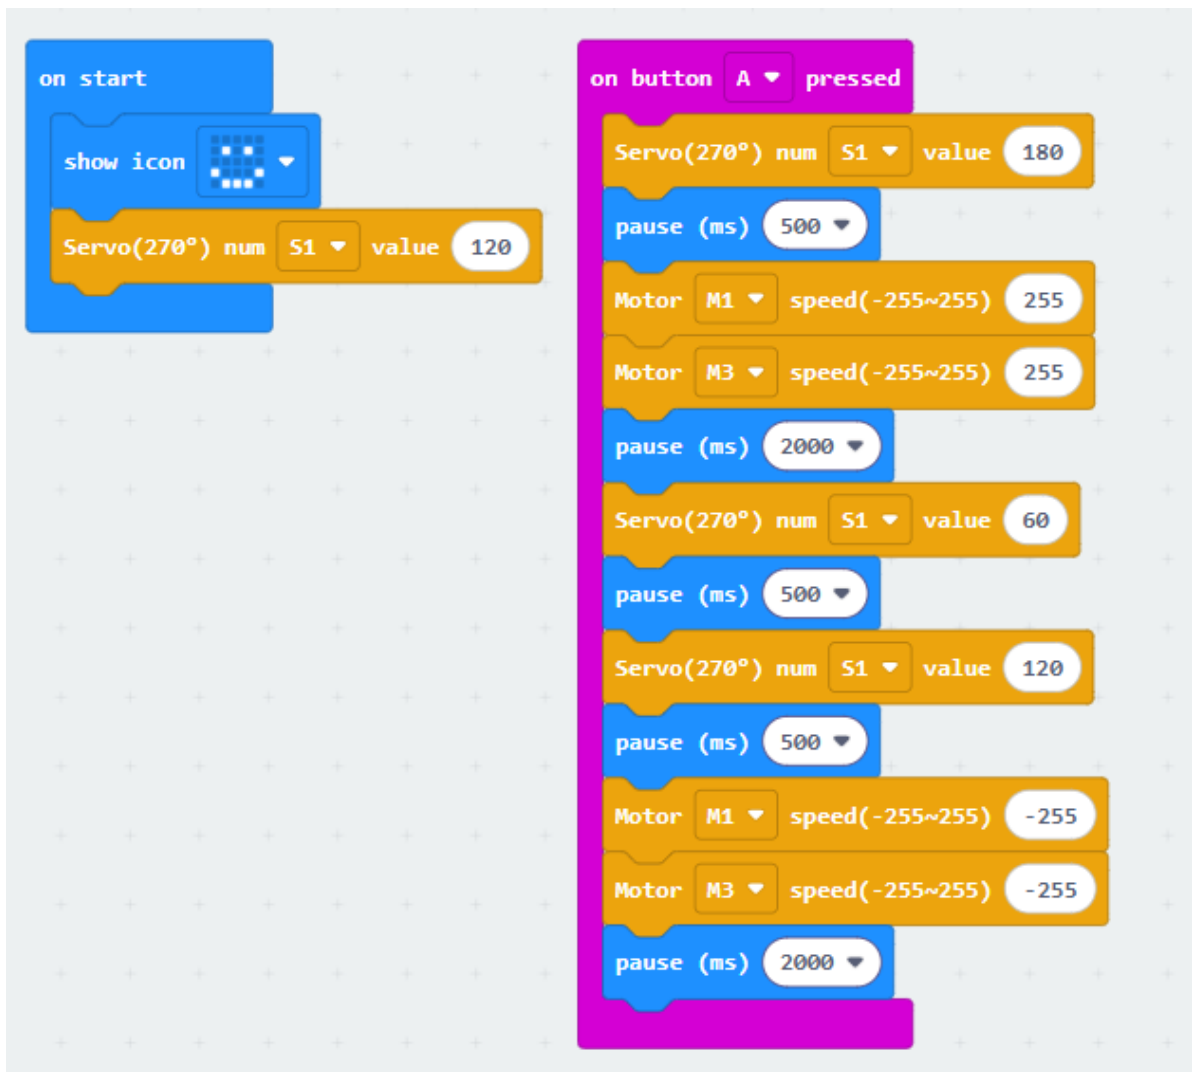 on start
show icon
Servo(270°) num S1 value 120
on button A pressed
Servo(270°) num S1 value 180
pause (ms) 500
Motor M1 speed(-255~255) 255
Motor M3 speed(-255~255) 255
pause (ms) 2000
Servo(270°) num S1 value 60
pause (ms) 500
Servo(270°) num S1 value 120
pause (ms) 500
Motor M1 speed(-255~255) -255
Motor M3 speed(-255~255) -255
pause (ms) 2000